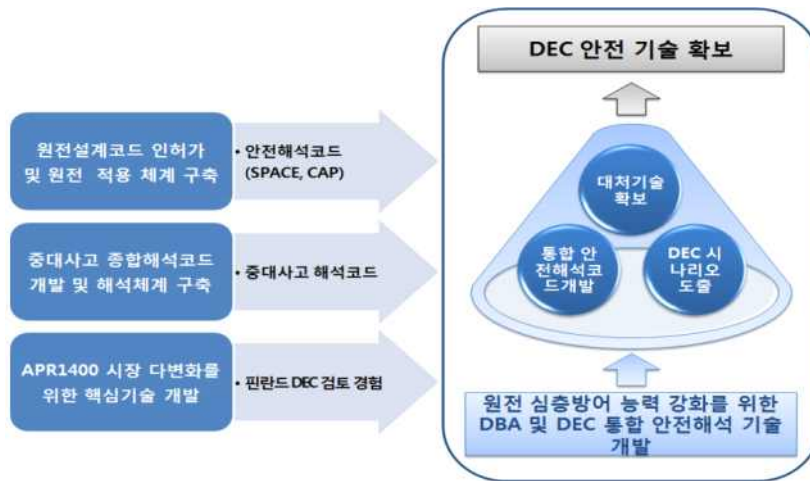 DEC 안전 기술 확보
원전설계코드 인허가
및 원전 적용 체계 구축
• 안전해석코드
(SPACE, CAP)
중대사고 종합해석코드
개발 및 해석체계 구축
• 중대사고 해석코드
APR1400 시장 다변화를
위한 핵심기술 개발
• 핀란드 DEC 검토 경험
대처기술
확보
통합 안
전해석코
드개발
DEC 시
나리오
도출
원전 심층방어 능력 강화를 위한
DBA 및 DEC 통합 안전해석 기술
개발